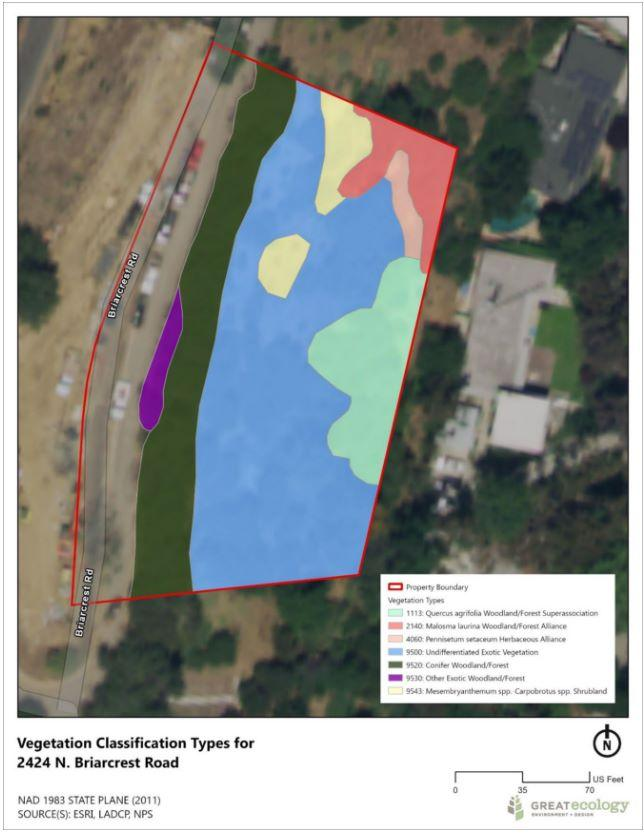 Briarcrest Rd
Briarcrest Rd
Property Boundary
Vegetation Types
1113: Quercus agrifolia Woodland/Forest Superassociation
2140: Malosma laurina Woodland/Forest Alliance
4060: Pennisetum setaceum Herbaceous Alliance
9500: Undifferentiated Exotic Vegetation
9520: Conifer Woodland/Forest
9530: Other Exotic Woodland/Forest
9543: Mesembryanthemum spp.-Carpobrotus spp. Shrubland
Vegetation Classification Types for
2424 N. Briarcrest Road
N
US Feet
0 35 70
NAD 1983 STATE PLANE (2011)
SOURCE(S): ESRI, LADCP, NPS
GREATecology
ENVIRONMENT + DESIGN